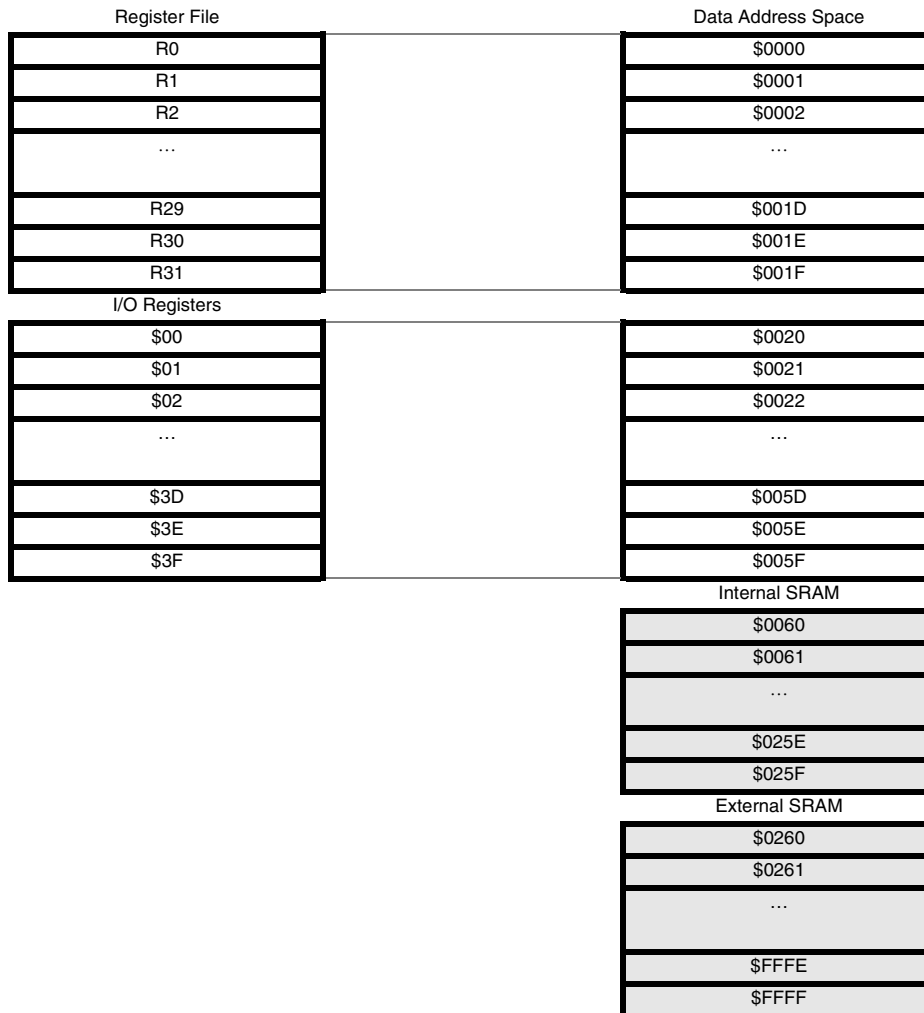 Register File Data Address Space
R0 $0000
R1 $0001
R2 $0002
... ...
R29 $001D
R30 $001E
R31 $001F
I/O Registers
$00 $0020
$01 $0021
$02 $0022
... ...
$3D $005D
$3E $005E
$3F $005F
Internal SRAM
$0060
$0061
...
$025E
$025F
External SRAM
$0260
$0261
...
$FFFE
$FFFF